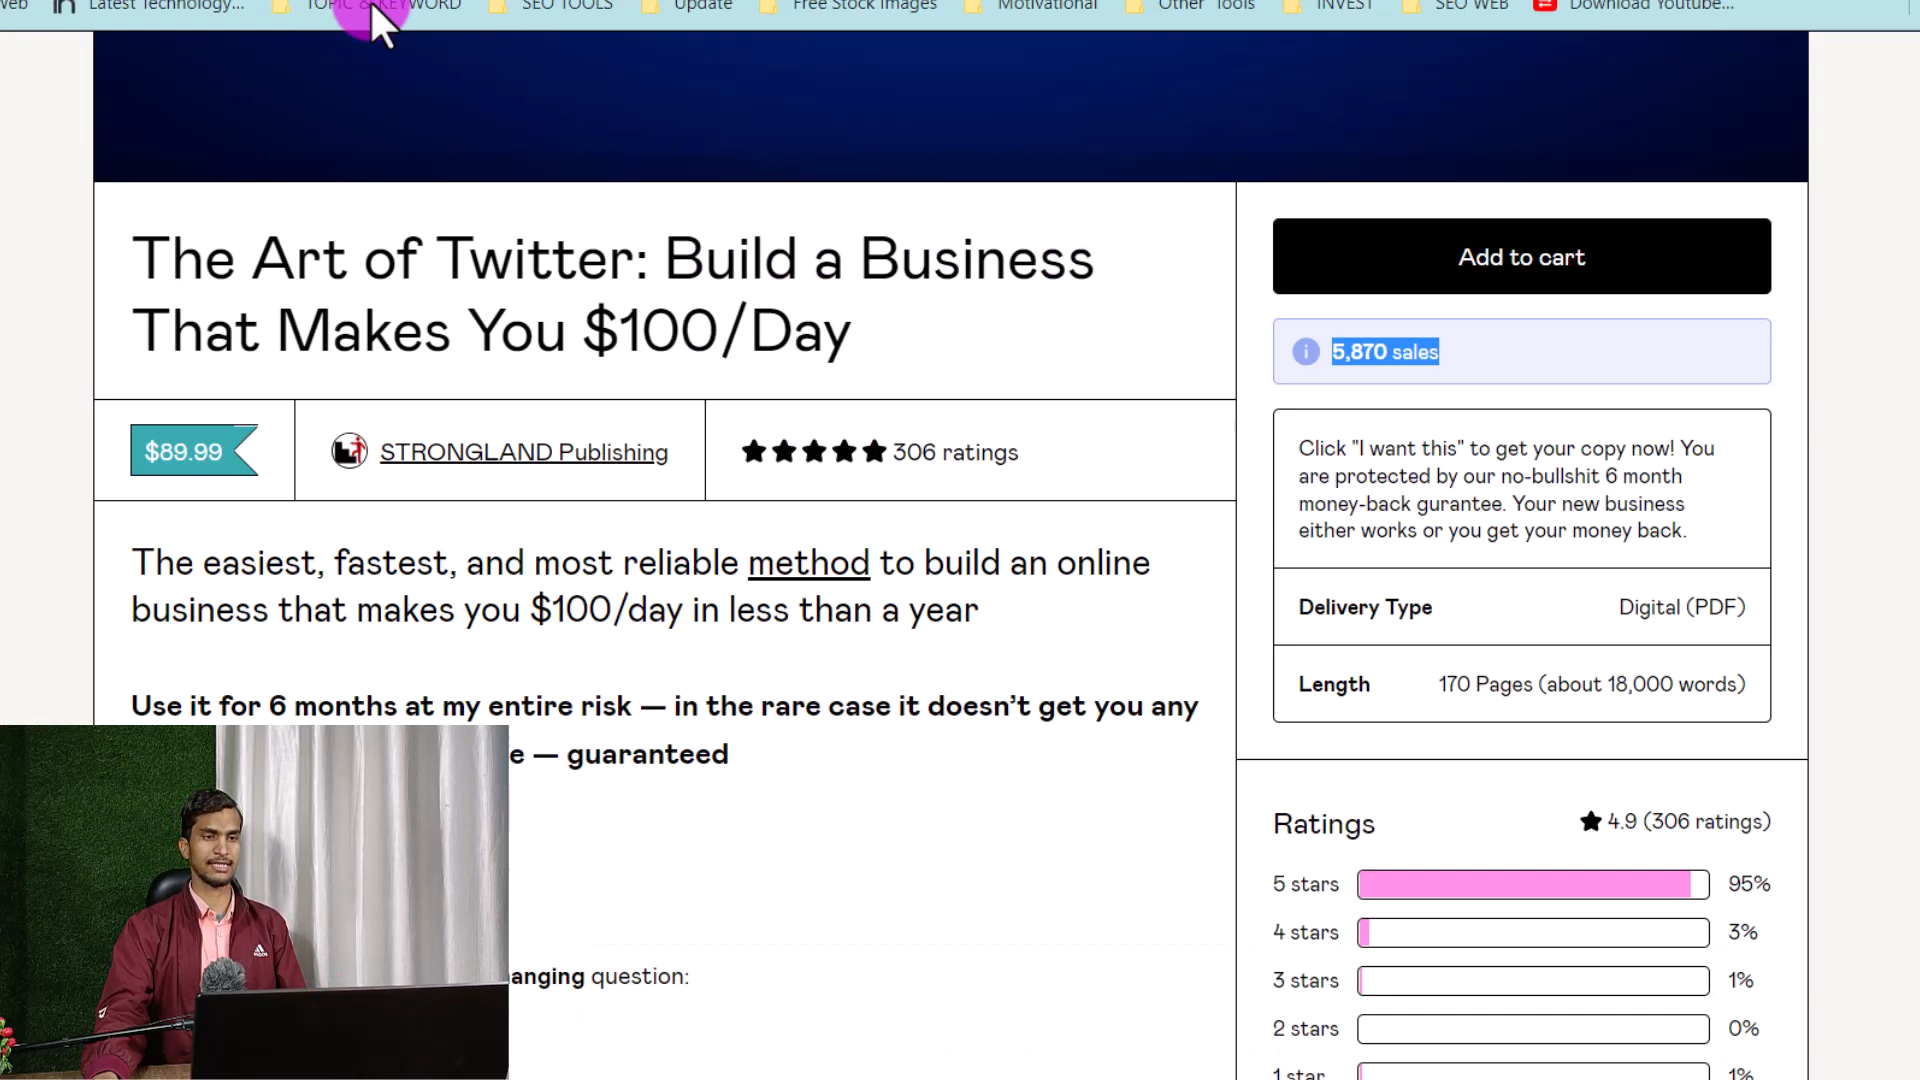 Web
Latest Technology...
TOPIC & KEYWORD
SEO TOOLS
Update
Free Stock Images
Motivational
Other Tools
INVEST
SEO WEB
Download Youtube...
The Art of Twitter: Build a Business
That Makes You $100/Day
$89.99
STRONGLAND Publishing
306 ratings
The easiest, fastest, and most reliable method to build an online
business that makes you $100/day in less than a year
Use it for 6 months at my entire risk — in the rare case it doesn't get you any
e — guaranteed
anging question:
Add to cart
5,870 sales
Click "I want this" to get your copy now! You
are protected by our no-bullshit 6 month
money-back gurantee. Your new business
either works or you get your money back.
Delivery Type Digital (PDF)
Length 170 Pages (about 18,000 words)
Ratings 4.9 (306 ratings)
5 stars 95%
4 stars 3%
3 stars 1%
2 stars 0%
1 star 1%